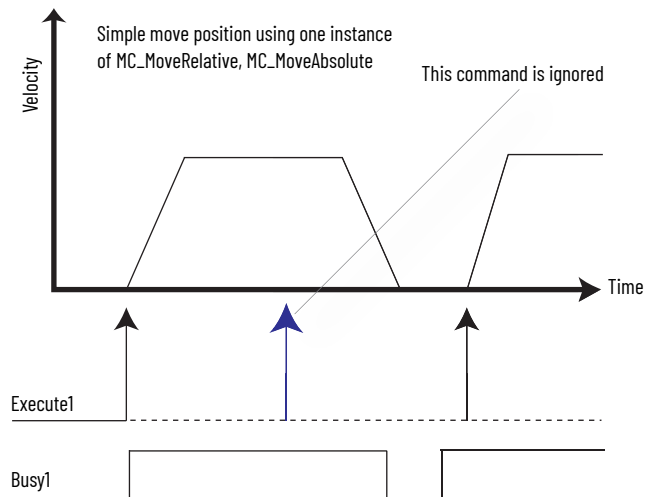 Simple move position using one instance
of MC_MoveRelative, MC_MoveAbsolute
This command is ignored
Velocity
Time
Execute1
Busy1